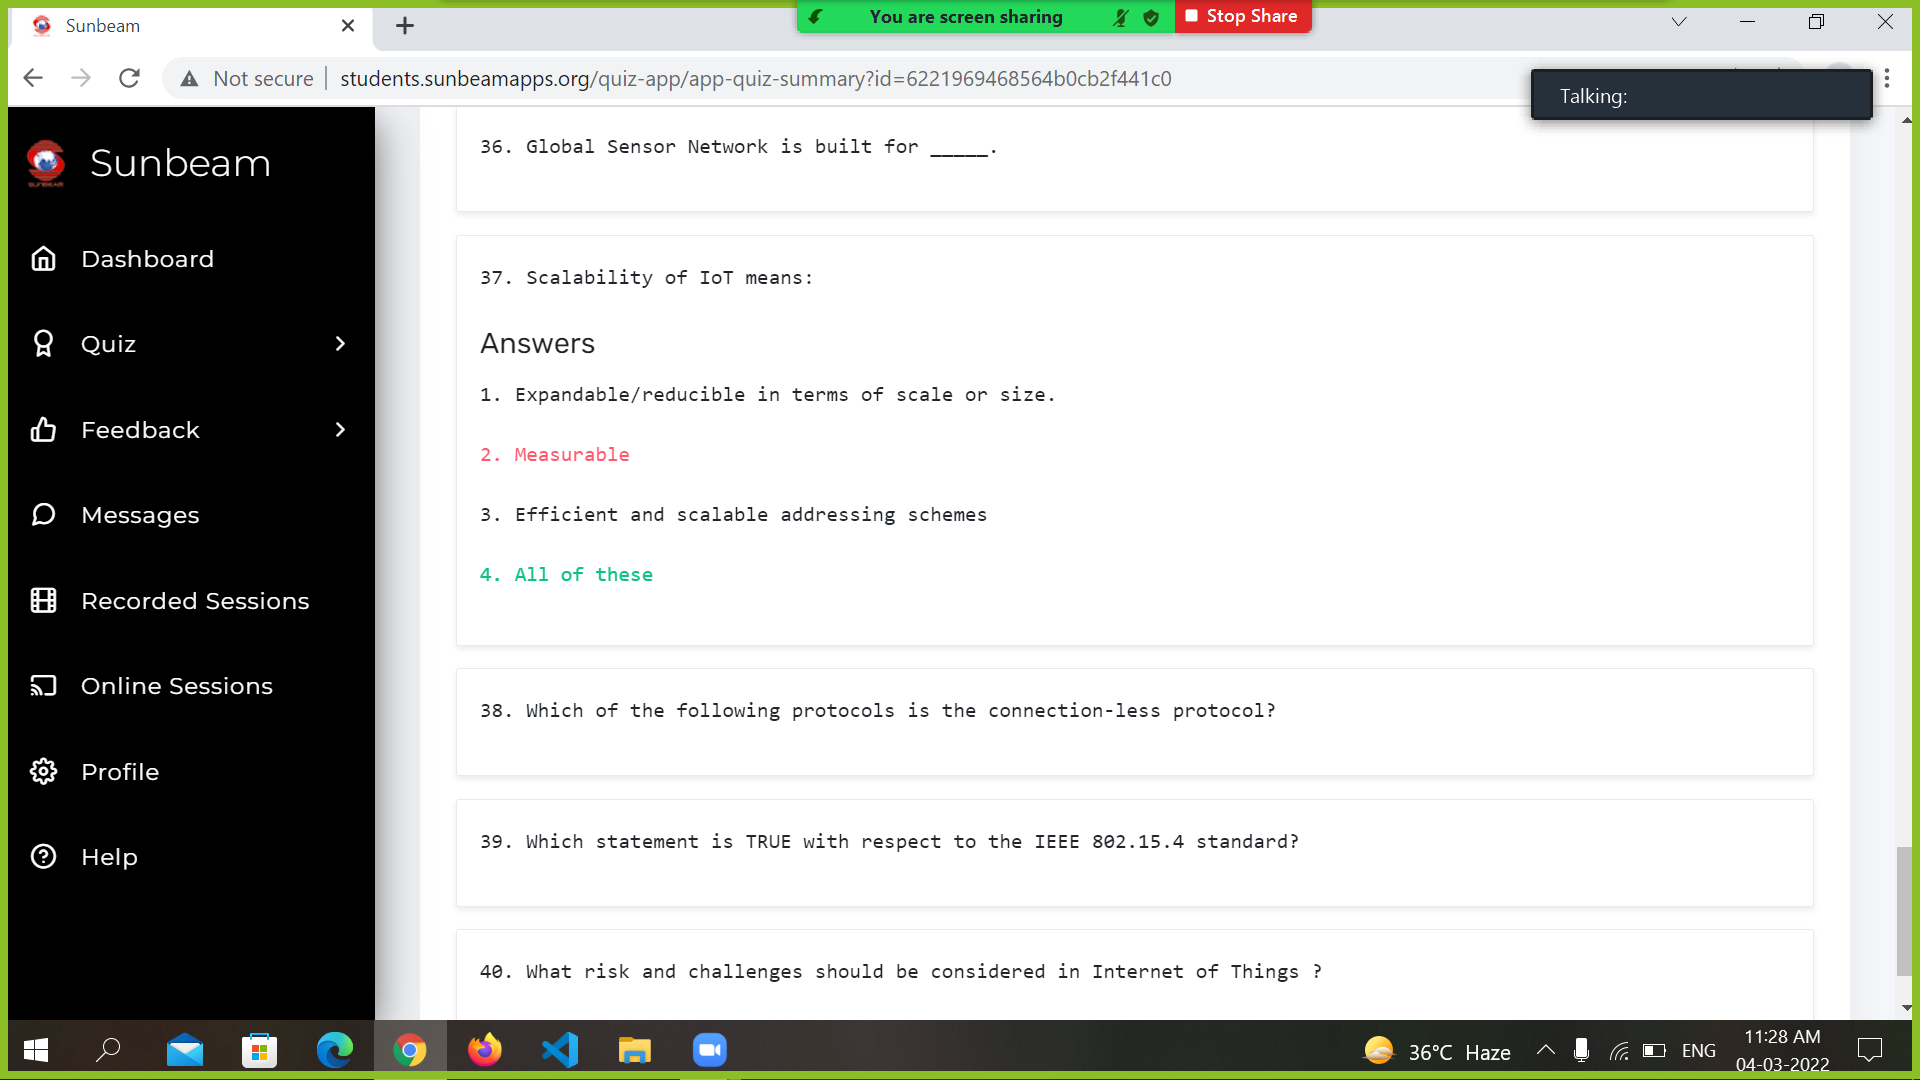 Sunbeam
You are screen sharing
Stop Share
Not secure
students.sunbeamapps.org/quiz-app/app-quiz-summary?id=6221969468564b0cb2f441c0
Talking:
Sunbeam
SUNBEAM
Dashboard
Quiz
Feedback
Messages
Recorded Sessions
Online Sessions
Profile
Help
36. Global Sensor Network is built for _____.
37. Scalability of IoT means:
Answers
1. Expandable/reducible in terms of scale or size.
2. Measurable
3. Efficient and scalable addressing schemes
4. All of these
38. Which of the following protocols is the connection-less protocol?
39. Which statement is TRUE with respect to the IEEE 802.15.4 standard?
40. What risk and challenges should be considered in Internet of Things ?
36°C Haze
ENG
11:28 AM
04-03-2022